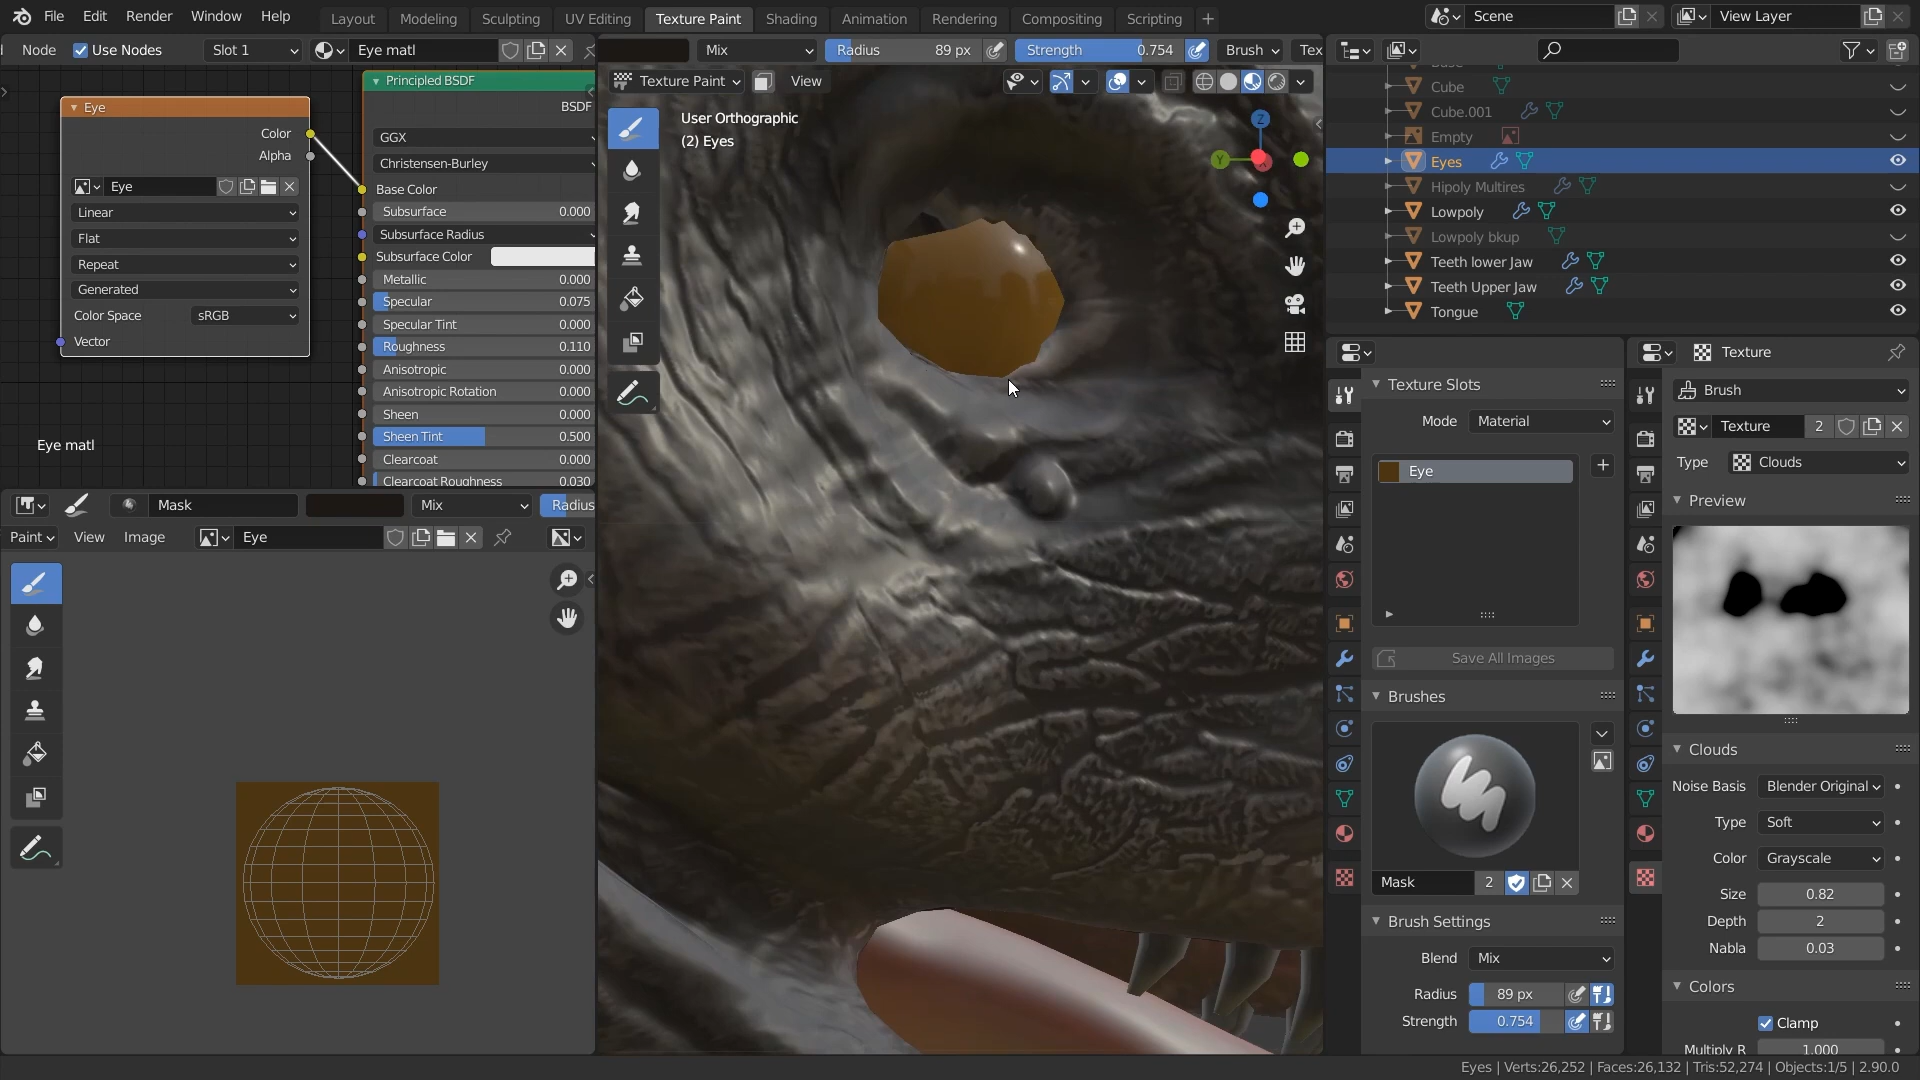 File Edit Render Window Help Layout Modeling Sculpting UV Editing Texture Paint Shading Animation Rendering Compositing Scripting + Scene View Layer
Node Use Nodes Slot 1 Eye matl Mix Radius 89 px Strength 0.754 Brush Tex
Principled BSDF
BSDF
GGX
Christensen-Burley
Base Color
Subsurface 0.000
Subsurface Radius
Subsurface Color
Metallic 0.000
Specular 0.075
Specular Tint 0.000
Roughness 0.110
Anisotropic 0.000
Anisotropic Rotation 0.000
Sheen 0.000
Sheen Tint 0.500
Clearcoat 0.000
Clearcoat Roughness 0.030
Eye
Color
Alpha
Eye
Linear
Flat
Repeat
Generated
Color Space sRGB
Vector
Eye matl
Mask Mix Radius
Paint View Image Eye
Texture Paint View
User Orthographic
(2) Eyes
Z
Y
Cube
Cube.001
Empty
Eyes
Hipoly Multires
Lowpoly
Lowpoly bkup
Teeth lower Jaw
Teeth Upper Jaw
Tongue
Texture Slots
Mode Material
Eye
Save All Images
Brushes
Mask 2
Brush Settings
Blend Mix
Radius 89 px
Strength 0.754
Texture
Brush
Texture 2
Type Clouds
Preview
Clouds
Noise Basis Blender Original
Type Soft
Color Grayscale
Size 0.82
Depth 2
Nabla 0.03
Colors
Clamp
Multiply R 1.000
Eyes | Verts:26,252 | Faces:26,132 | Tris:52,274 | Objects:1/5 | 2.90.0